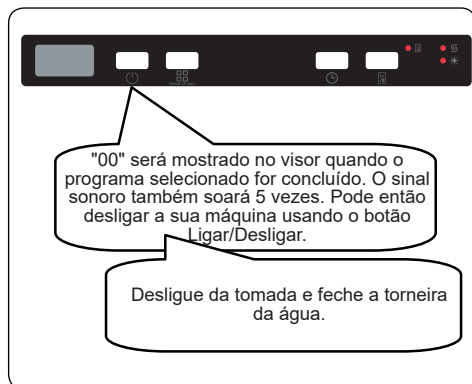 "00" será mostrado no visor quando o
programa selecionado for concluído. O sinal
sonoro também soará 5 vezes. Pode então
desligar a sua máquina usando o botão
Ligar/Desligar.
Desligue da tomada e feche a torneira
da água.